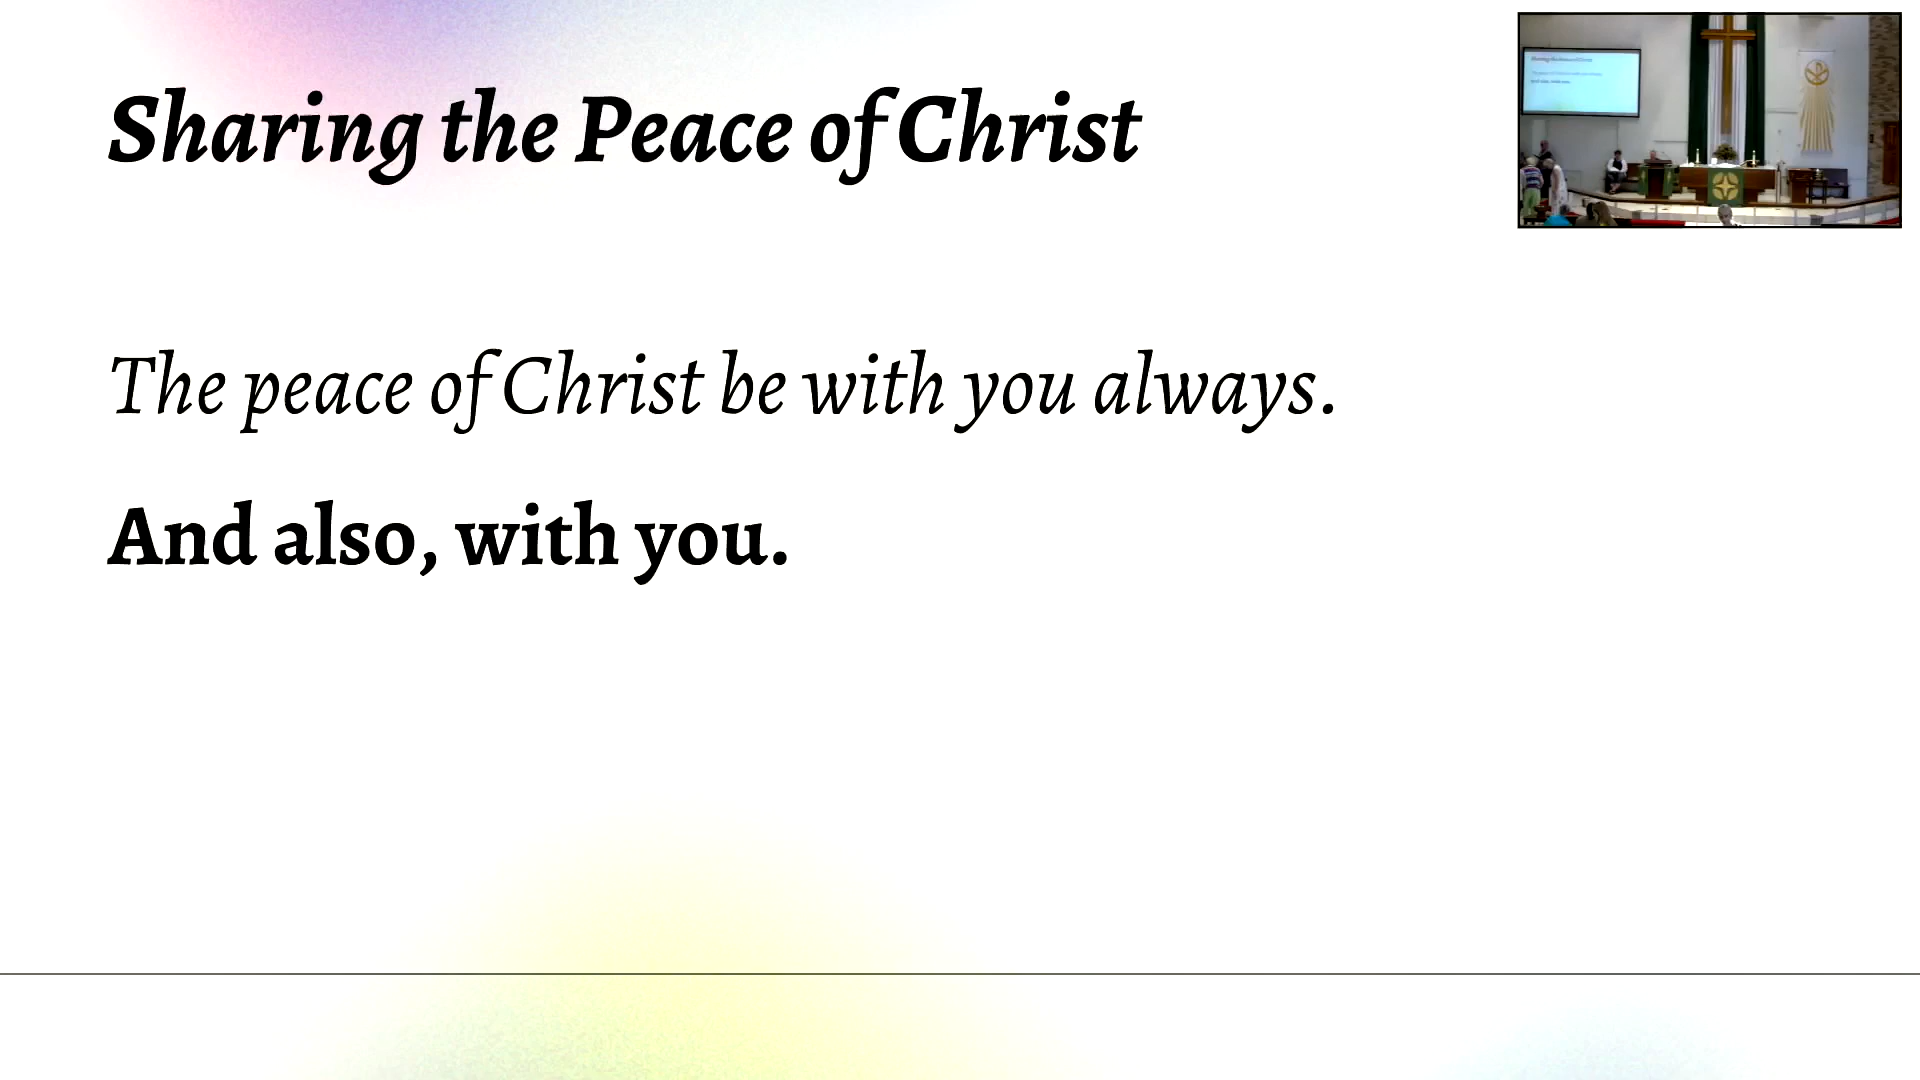 Sharing the Peace of Christ
The peace of Christ be with you always.
And also, with you.